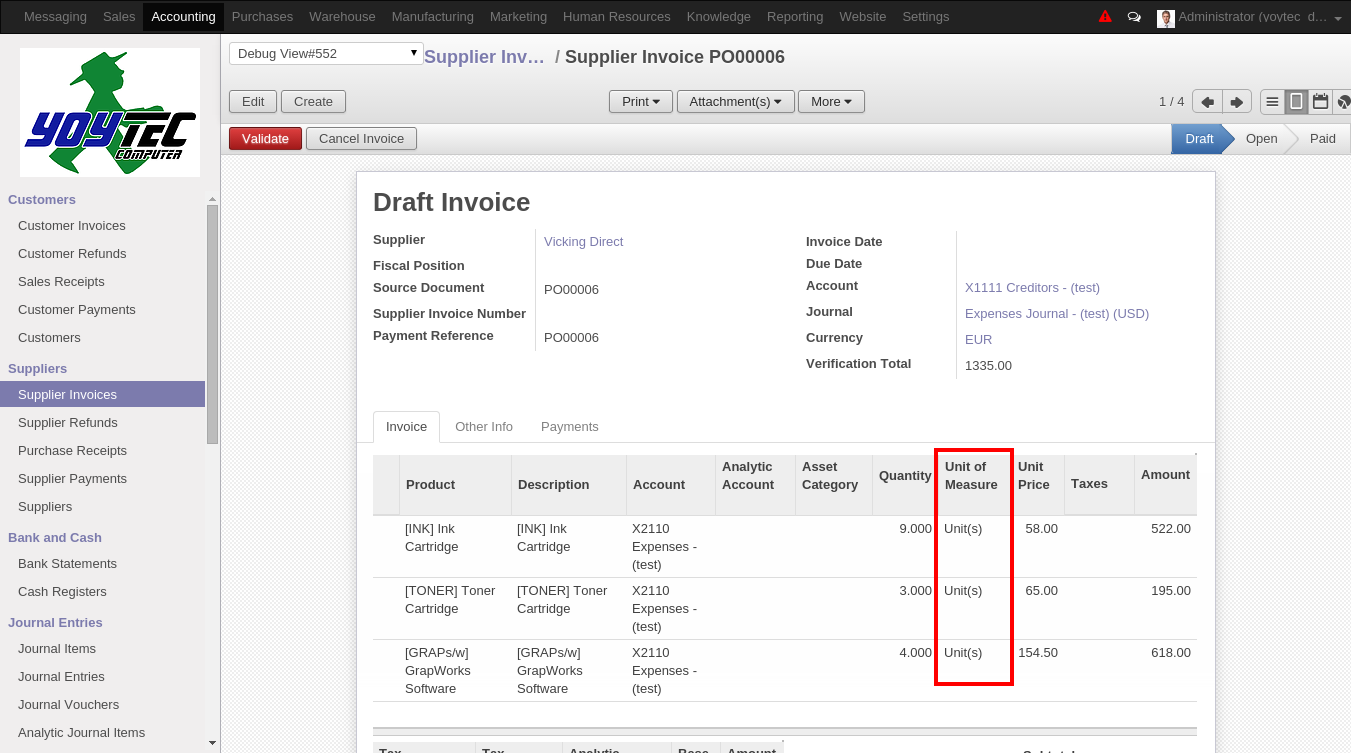 Messaging Sales Accounting Purchases Warehouse Manufacturing Marketing Human Resources Knowledge Reporting Website Settings Administrator (yoytec_d…
Debug View#552 Supplier Inv… / Supplier Invoice PO00006
Edit Create Print Attachment(s) More 1 / 4
Validate Cancel Invoice Draft Open Paid
YOYTEC
COMPUTER
Customers
Customer Invoices
Customer Refunds
Sales Receipts
Customer Payments
Customers
Suppliers
Supplier Invoices
Supplier Refunds
Purchase Receipts
Supplier Payments
Suppliers
Bank and Cash
Bank Statements
Cash Registers
Journal Entries
Journal Items
Journal Entries
Journal Vouchers
Analytic Journal Items
Draft Invoice
Supplier Vicking Direct
Fiscal Position
Source Document PO00006
Supplier Invoice Number
Payment Reference PO00006
Invoice Date
Due Date
Account X1111 Creditors - (test)
Journal Expenses Journal - (test) (USD)
Currency EUR
Verification Total 1335.00
Invoice Other Info Payments
Product Description Account Analytic Account Asset Category Quantity Unit of Measure Unit Price Taxes Amount
[INK] Ink [INK] Ink X2110 9.000 Unit(s) 58.00 522.00
Cartridge Cartridge Expenses -
(test)
[TONER] Toner [TONER] Toner X2110 3.000 Unit(s) 65.00 195.00
Cartridge Cartridge Expenses -
(test)
[GRAPs/w] [GRAPs/w] X2110 4.000 Unit(s) 154.50 618.00
GrapWorks GrapWorks Expenses -
Software Software (test)
Tax Tax Analytic Base Amount